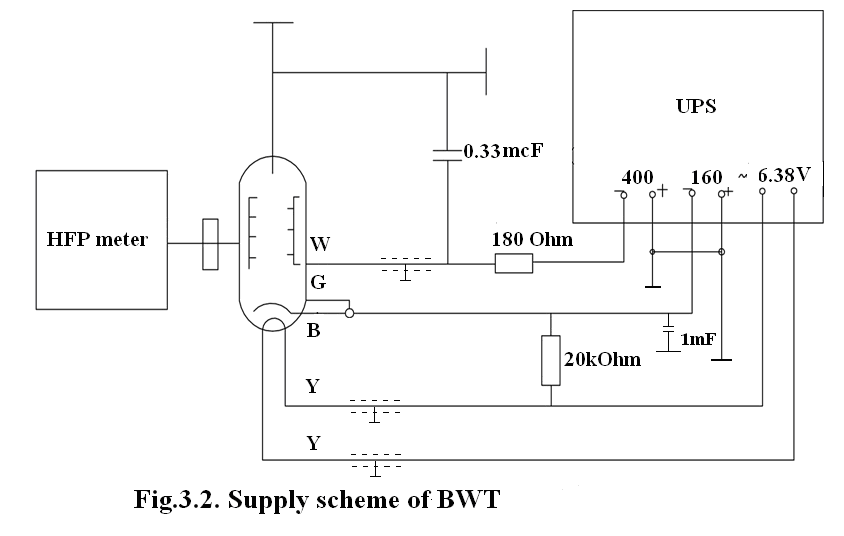 UPS
0.33mcF
400 160 ~ 6.38V
- + - +
HFP meter
W
180 Ohm
G
B
1mF
20kOhm
Y
Y
Fig.3.2. Supply scheme of BWT